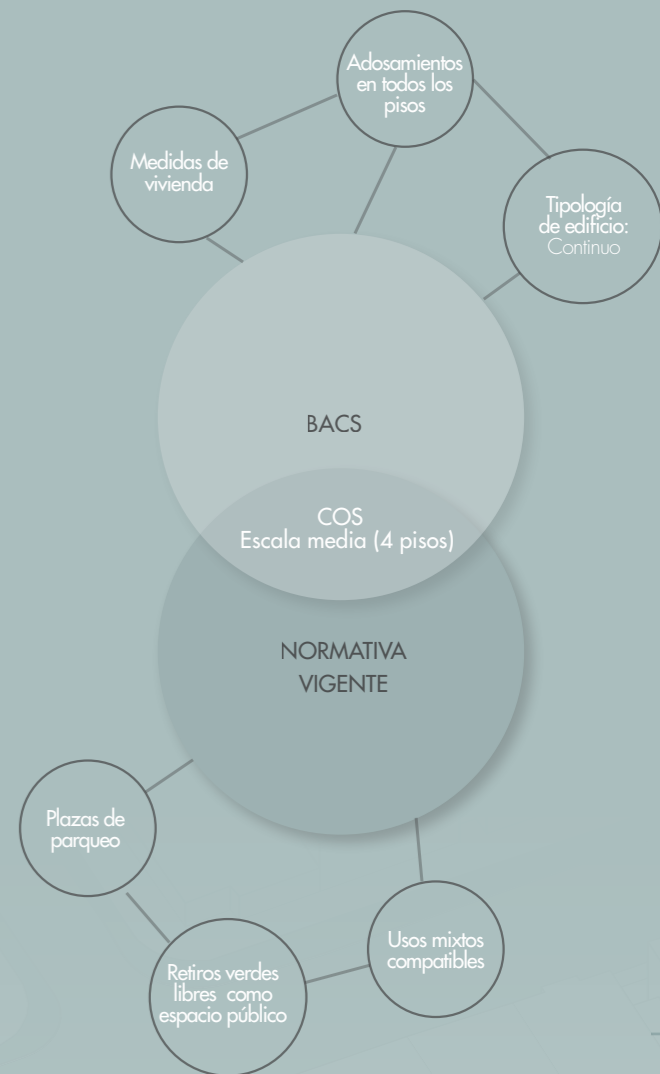 Adosamientos
en todos los
pisos
Medidas de
vivienda
Tipología
de edificio:
Continuo
BACS
COS
Escala media (4 pisos)
NORMATIVA
VIGENTE
Plazas de
parqueo
Usos mixtos
compatibles
Retiros verdes
libres como
espacio público